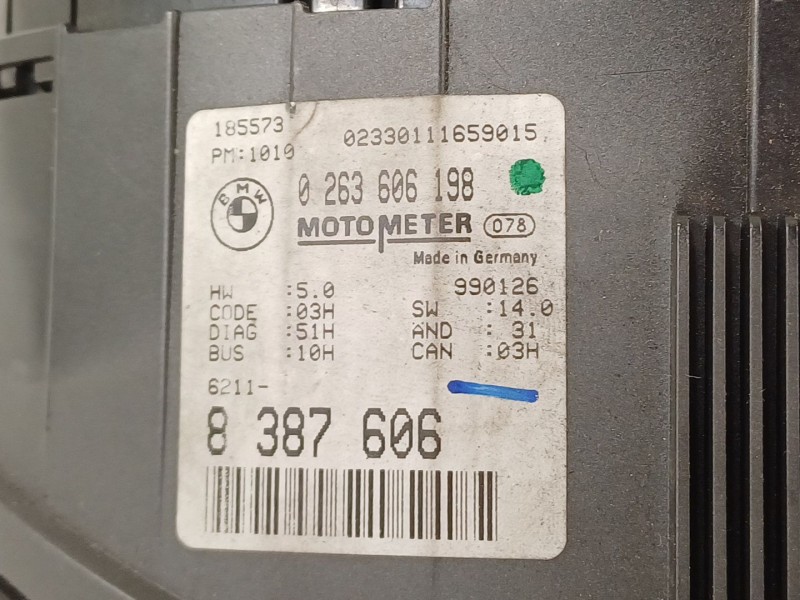 185573 02330111659015
PM:1010
BMW
0 263 606 198
MOTOMETER 078
Made in Germany
HW :5.0 990126
CODE :03H SW :14.0
DIAG :51H AND : 31
BUS :10H CAN :03H
6211-
8 387 606